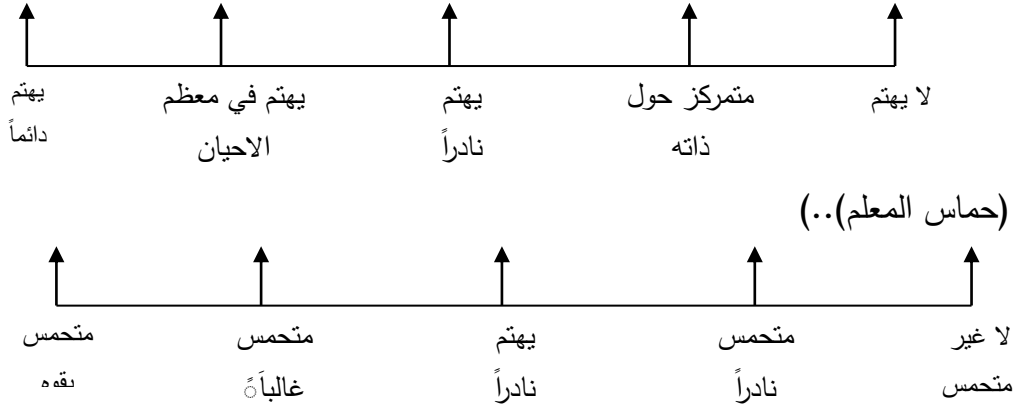 لا يهتم متمركز حول يهتم يهتم في معظم يهتم
ذاته نادراً الاحيان دائماً
(حماس المعلم)..)
لا غير متحمس يهتم متحمس متحمس
متحمس نادراً نادراً غالباَ ً بقوه